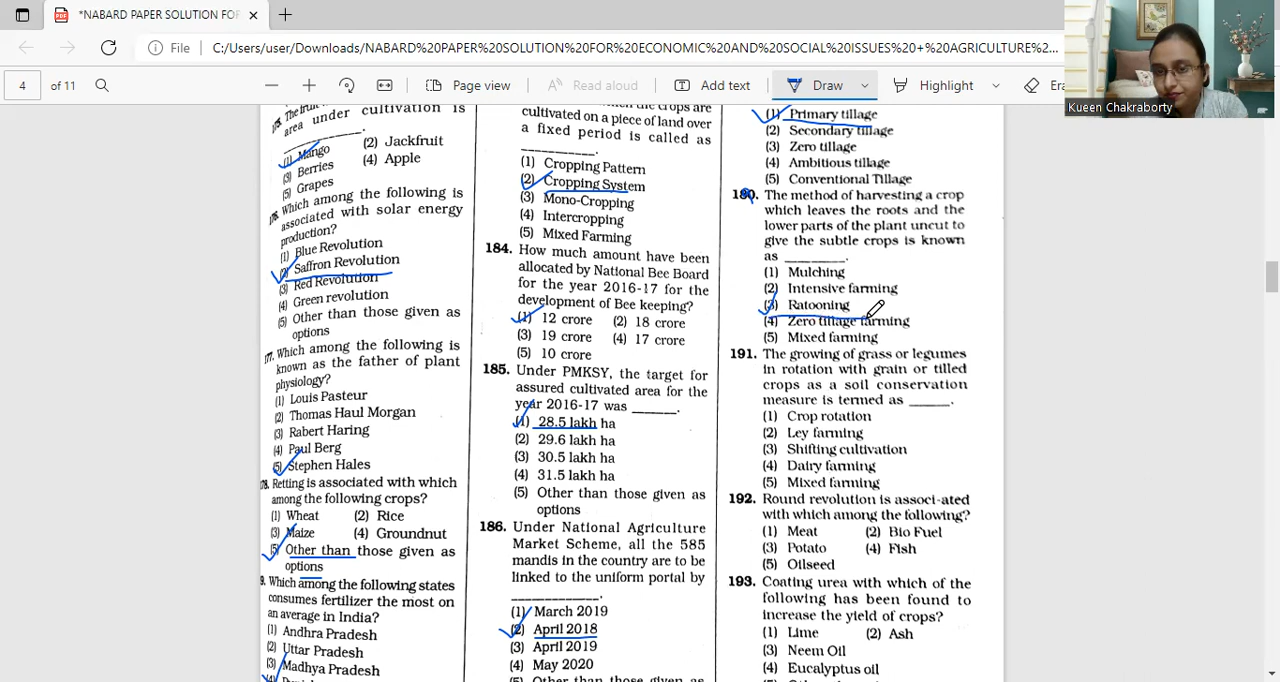 *NABARD PAPER SOLUTION FOR
File
C:/Users/user/Downloads/NABARD%20PAPER%20SOLUTION%20FOR%20ECONOMIC%20AND%20SOCIAL%20ISSUES%20+%20AGRICULTURE%2...
4 of 11
Page view
Read aloud
Add text
Draw
Highlight
Kueen Chakraborty
area under cultivation is
(1) Mango (2) Jackfruit
(3) Berries (4) Apple
(5) Grapes
176. Which among the following is
associated with solar energy
production?
(1) Blue Revolution
(2) Saffron Revolution
(3) Red Revolution
(4) Green revolution
(5) Other than those given as
options
177. Which among the following is
known as the father of plant
physiology?
(1) Louis Pasteur
(2) Thomas Haul Morgan
(3) Rabert Haring
(4) Paul Berg
(5) Stephen Hales
178. Retting is associated with which
among the following crops?
(1) Wheat (2) Rice
(3) Maize (4) Groundnut
(5) Other than those given as
options
9. Which among the following states
consumes fertilizer the most on
an average in India?
(1) Andhra Pradesh
(2) Uttar Pradesh
(3) Madhya Pradesh
cultivated on a piece of land over
a fixed period is called as
__________.
(1) Cropping Pattern
(2) Cropping System
(3) Mono-Cropping
(4) Intercropping
(5) Mixed Farming
184. How much amount have been
allocated by National Bee Board
for the year 2016-17 for the
development of Bee keeping?
(1) 12 crore (2) 18 crore
(3) 19 crore (4) 17 crore
(5) 10 crore
185. Under PMKSY, the target for
assured cultivated area for the
year 2016-17 was ______.
(1) 28.5 lakh ha
(2) 29.6 lakh ha
(3) 30.5 lakh ha
(4) 31.5 lakh ha
(5) Other than those given as
options
186. Under National Agriculture
Market Scheme, all the 585
mandis in the country are to be
linked to the uniform portal by
____________.
(1) March 2019
(2) April 2018
(3) April 2019
(4) May 2020
(1) Primary tillage
(2) Secondary tillage
(3) Zero tillage
(4) Ambitious tillage
(5) Conventional Tillage
The method of harvesting a crop
which leaves the roots and the
lower parts of the plant uncut to
give the subtle crops is known
as ________.
(1) Mulching
(2) Intensive farming
(3) Ratooning
(4) Zero tillage farming
(5) Mixed farming
191. The growing of grass or legumes
in rotation with grain or tilled
crops as a soil conservation
measure is termed as ______.
(1) Crop rotation
(2) Ley farming
(3) Shifting cultivation
(4) Dairy farming
(5) Mixed farming
192. Round revolution is associ-ated
with which among the following?
(1) Meat (2) Bio Fuel
(3) Potato (4) Fish
(5) Oilseed
193. Coating urea with which of the
following has been found to
increase the yield of crops?
(1) Lime (2) Ash
(3) Neem Oil
(4) Eucalyptus oil